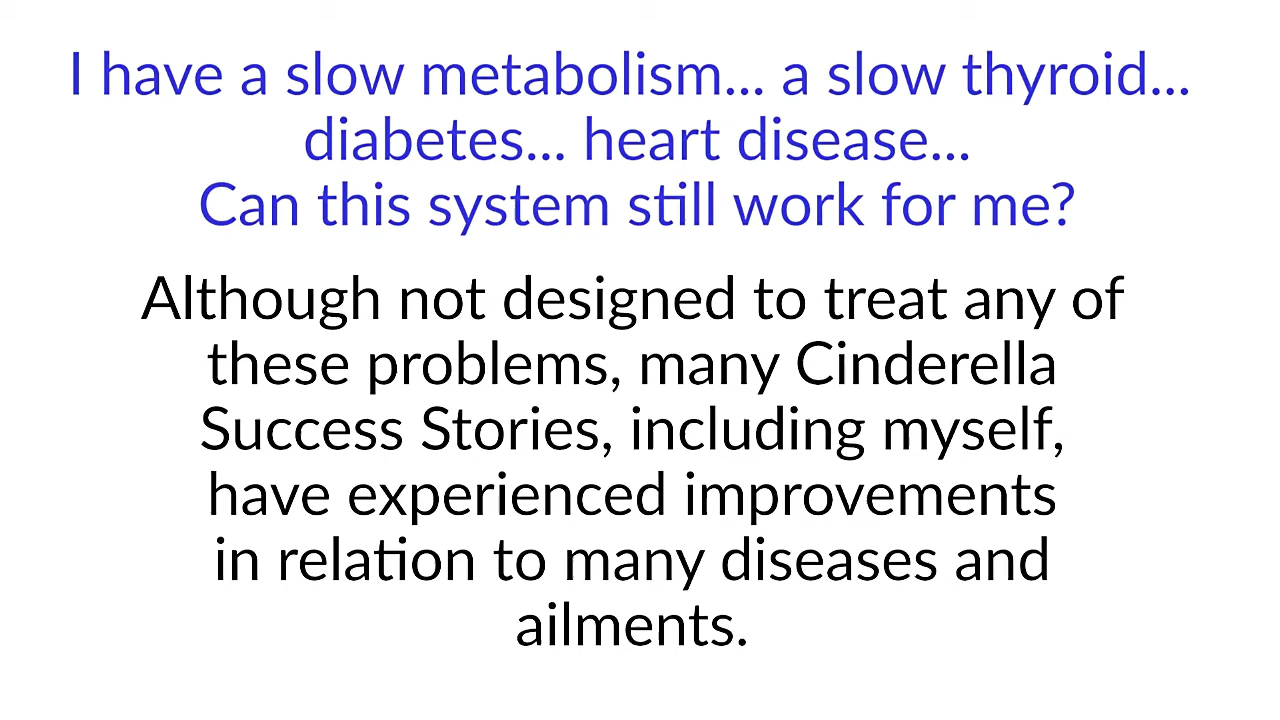 I have a slow metabolism... a slow thyroid...
diabetes... heart disease...
Can this system still work for me?
Although not designed to treat any of
these problems, many Cinderella
Success Stories, including myself,
have experienced improvements
in relation to many diseases and
ailments.